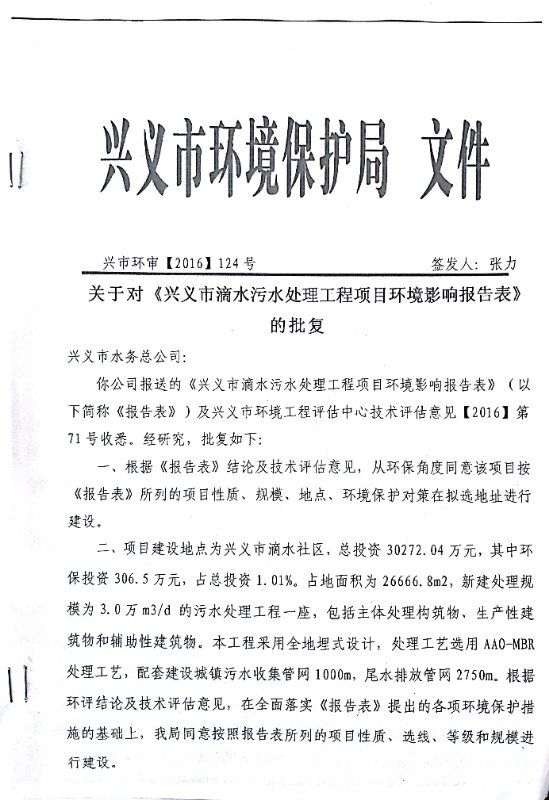 兴义市环境保护局 文件
兴市环审【2016】124号 签发人：张力
关于对《兴义市滴水污水处理工程项目环境影响报告表》
的批复
兴义市水务总公司：
你公司报送的《兴义市滴水污水处理工程项目环境影响报告表》（以
下简称《报告表》）及兴义市环境工程评估中心技术评估意见【2016】第
71号收悉。经研究，批复如下：
一、根据《报告表》结论及技术评估意见，从环保角度同意该项目按
《报告表》所列的项目性质、规模、地点、环境保护对策在拟选地址进行
建设。
二、项目建设地点为兴义市滴水社区，总投资30272.04万元，其中环
保投资306.5万元，占总投资1.01%。占地面积为26666.8m2，新建处理规
模为3.0万m3/d的污水处理工程一座，包括主体处理构筑物、生产性建
筑物和辅助性建筑物。本工程采用全地埋式设计，处理工艺选用AAO-MBR
处理工艺，配套建设城镇污水收集管网1000m，尾水排放管网2750m。根据
环评结论及技术评估意见，在全面落实《报告表》提出的各项环境保护措
施的基础上，我局同意按照报告表所列的项目性质、选线、等级和规模进
行建设。